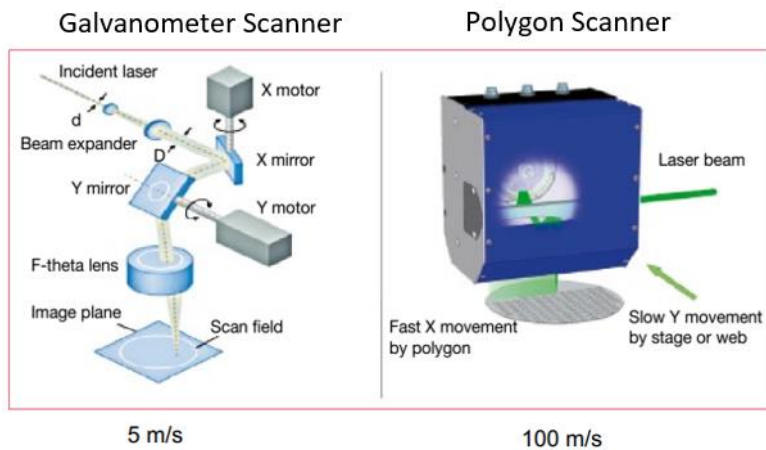 Galvanometer Scanner
Polygon Scanner
Incident laser
d
Beam expander
D
X motor
X mirror
Y mirror
Y motor
F-theta lens
Image plane
Scan field
Laser beam
Fast X movement
by polygon
Slow Y movement
by stage or web
5 m/s
100 m/s